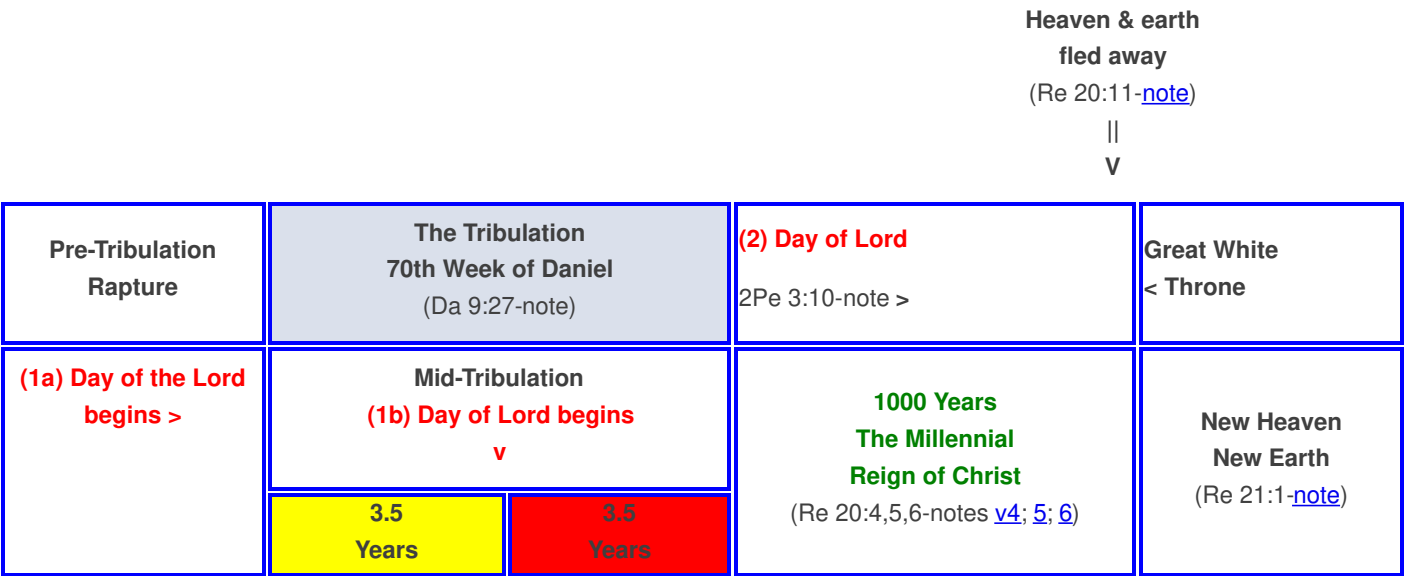 Heaven & earth
fled away
(Re 20:11-note)
||
V
Pre-Tribulation
Rapture
The Tribulation
70th Week of Daniel
(Da 9:27-note)
(2) Day of Lord
2Pe 3:10-note >
Great White
< Throne
(1a) Day of the Lord
begins >
Mid-Tribulation
(1b) Day of Lord begins
v
3.5
Years
3.5
Years
1000 Years
The Millennial
Reign of Christ
(Re 20:4,5,6-notes v4; 5; 6)
New Heaven
New Earth
(Re 21:1-note)